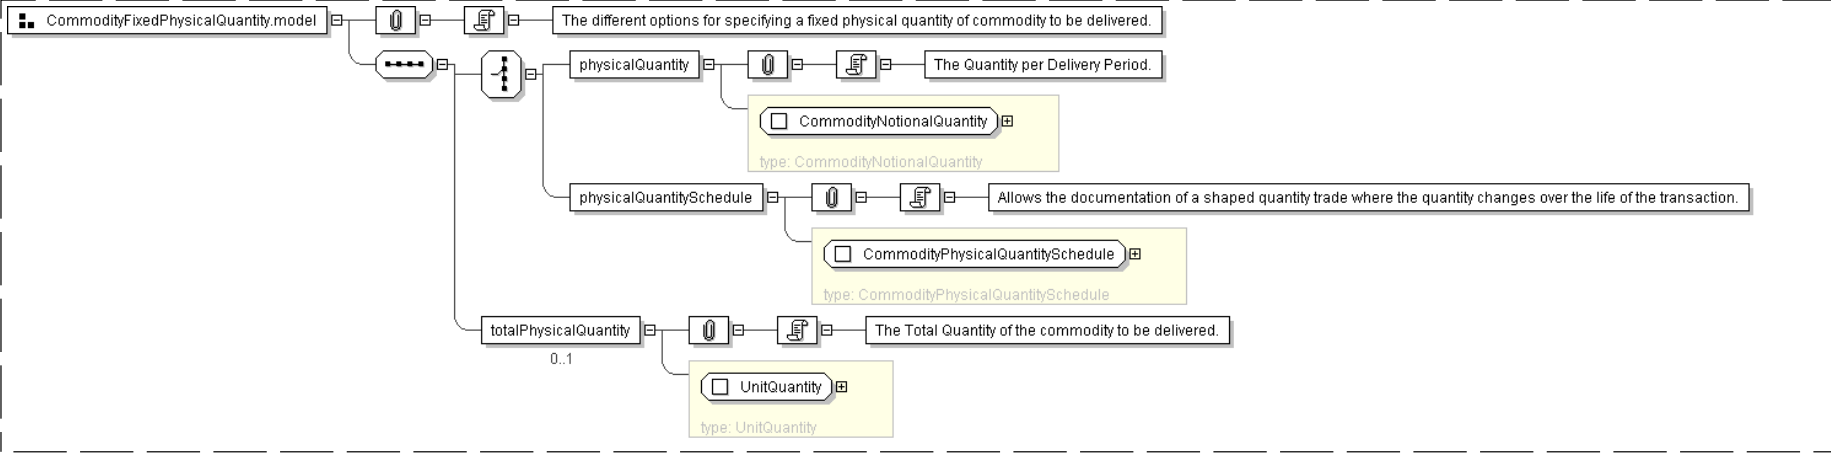 CommodityFixedPhysicalQuantity.model
The different options for specifying a fixed physical quantity of commodity to be delivered.
physicalQuantity
The Quantity per Delivery Period.
CommodityNotionalQuantity
type: CommodityNotionalQuantity
physicalQuantitySchedule
Allows the documentation of a shaped quantity trade where the quantity changes over the life of the transaction.
CommodityPhysicalQuantitySchedule
type: CommodityPhysicalQuantitySchedule
totalPhysicalQuantity
The Total Quantity of the commodity to be delivered.
0..1
UnitQuantity
type: UnitQuantity